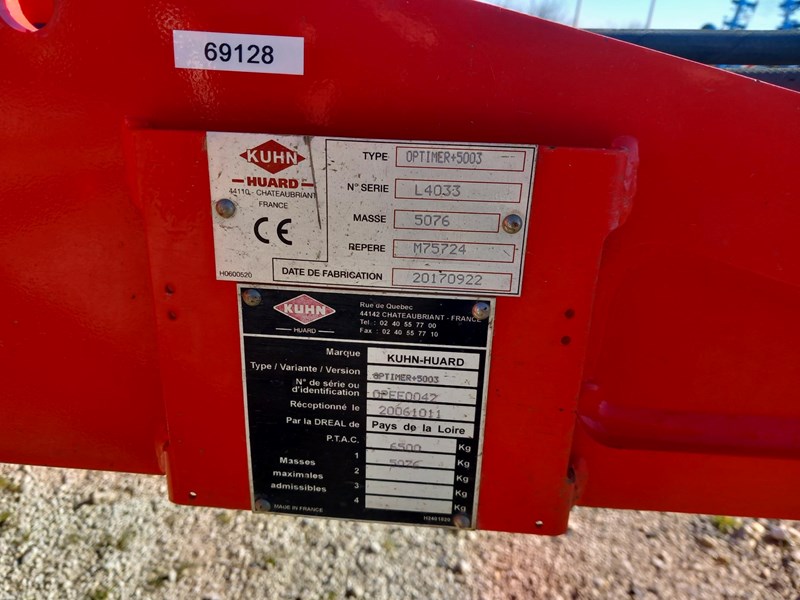 69128
KUHN
HUARD
44110 - CHATEAUBRIANT
FRANCE
CE
H0600520
TYPE OPTIMER+5003
N° SERIE L4033
MASSE 5076
REPERE M75724
DATE DE FABRICATION 20170922
KUHN
HUARD
Rue de Quebec
44142 CHATEAUBRIANT - FRANCE
Tel : 02 40 55 77 00
Fax : 02 40 55 77 10
Marque KUHN-HUARD
Type / Variante / Version OPTIMER+5003
N° de série ou
d'identification
Réceptionné le 20061011
Par la DREAL de Pays de la Loire
P.T.A.C. 6500 Kg
Masses
maximales
admissibles
1 5076 Kg
2 Kg
3 Kg
4 Kg
MADE IN FRANCE